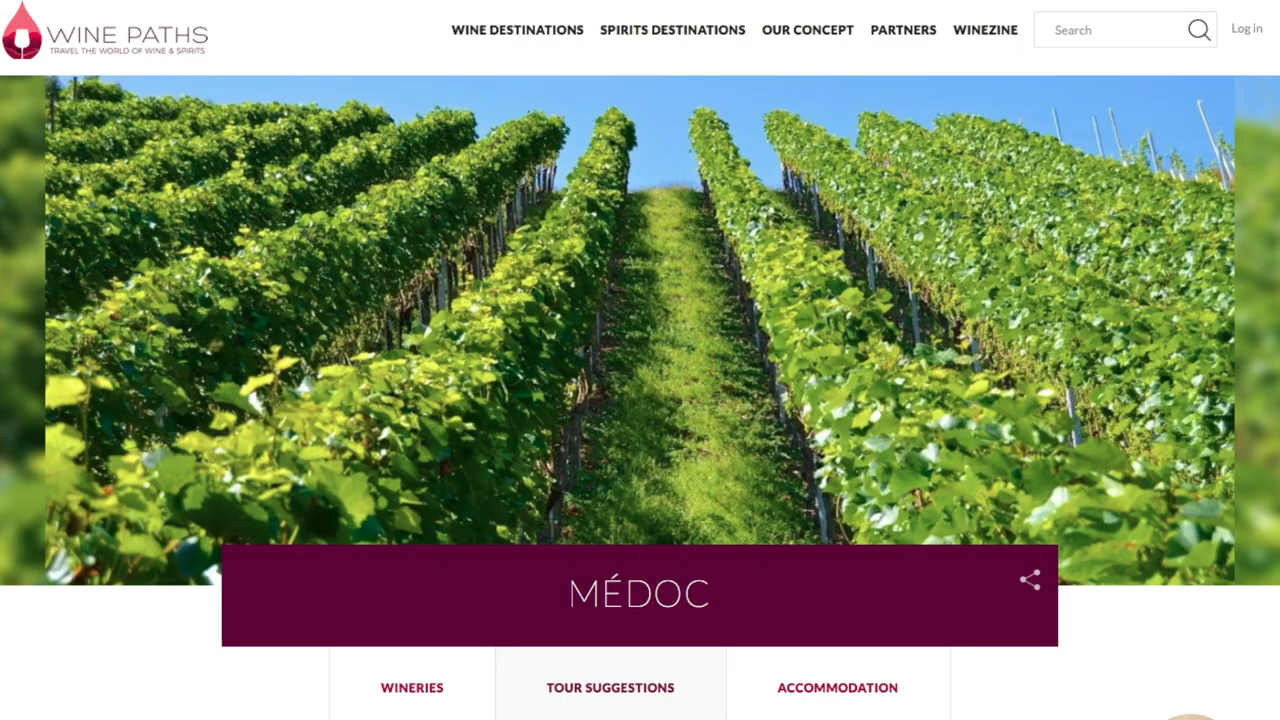 WINE PATHS
TRAVEL THE WORLD OF WINE & SPIRITS
WINE DESTINATIONS SPIRITS DESTINATIONS OUR CONCEPT PARTNERS WINEZINE Search Log in
MÉDOC
WINERIES TOUR SUGGESTIONS ACCOMMODATION